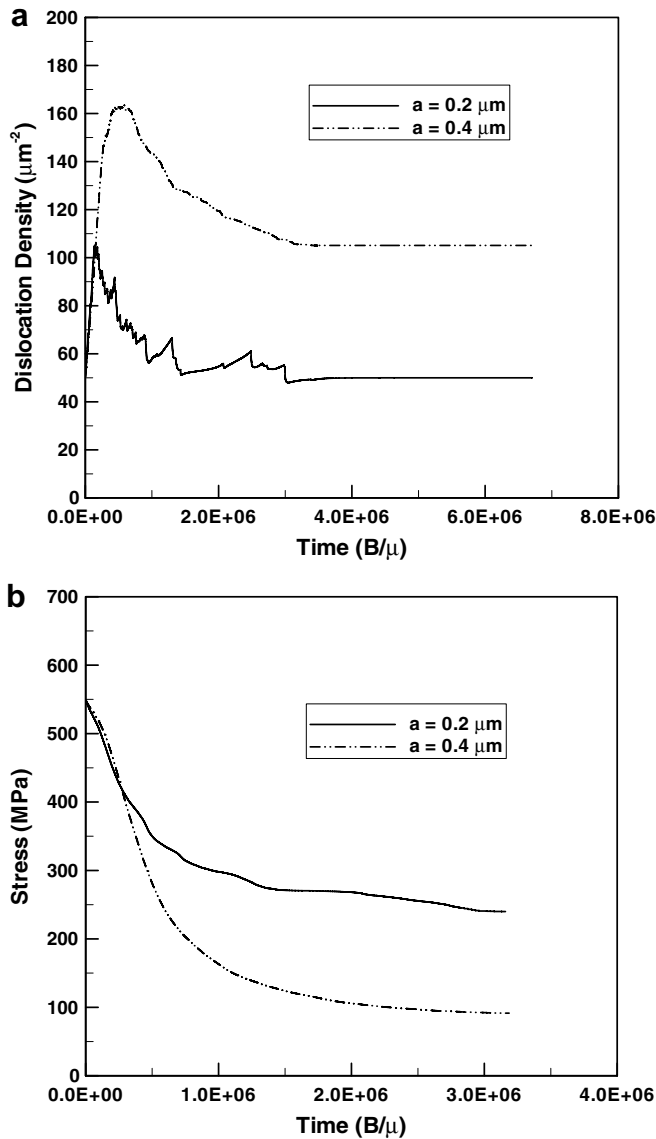 a
200
180
160
140
120
100
80
60
40
20
0
Dislocation Density (μm-2)
a = 0.2 μm
a = 0.4 μm
0.0E+00 2.0E+06 4.0E+06 6.0E+06 8.0E+06
Time (B/μ)
b
700
600
500
400
300
200
100
0
Stress (MPa)
a = 0.2 μm
a = 0.4 μm
0.0E+00 1.0E+06 2.0E+06 3.0E+06 4.0E+06
Time (B/μ)